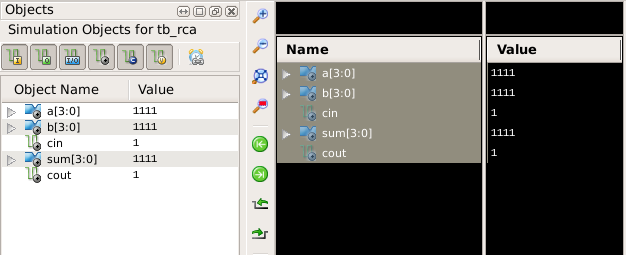 Objects
Simulation Objects for tb_rca
Object Name Value
a[3:0] 1111
b[3:0] 1111
cin 1
sum[3:0] 1111
cout 1
Name Value
a[3:0] 1111
b[3:0] 1111
cin 1
sum[3:0] 1111
cout 1